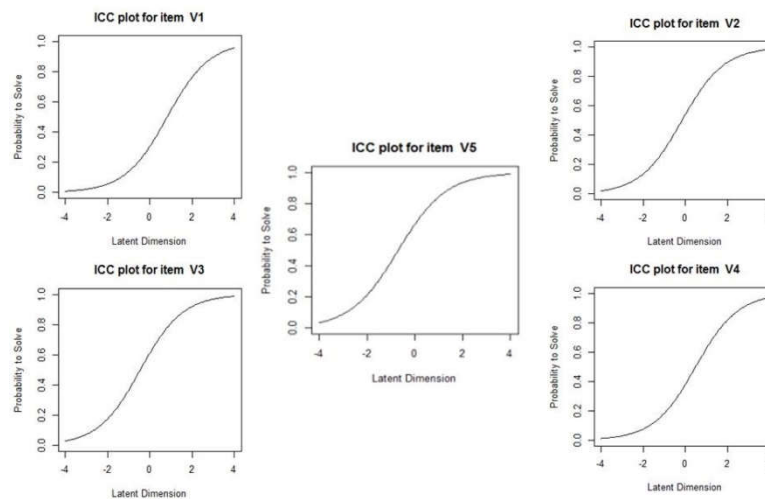 ICC plot for item V1
Probability to Solve
1.0
0.8
0.6
0.4
0.2
0.0
-4 -2 0 2 4
Latent Dimension
ICC plot for item V2
Probability to Solve
1.0
0.8
0.6
0.4
0.2
0.0
-4 -2 0 2
Latent Dimension
ICC plot for item V5
Probability to Solve
1.0
0.8
0.6
0.4
0.2
0.0
-4 -2 0 2 4
Latent Dimension
ICC plot for item V3
Probability to Solve
1.0
0.8
0.6
0.4
0.2
0.0
-4 -2 0 2 4
Latent Dimension
ICC plot for item V4
Probability to Solve
1.0
0.8
0.6
0.4
0.2
0.0
-4 -2 0 2
Latent Dimension